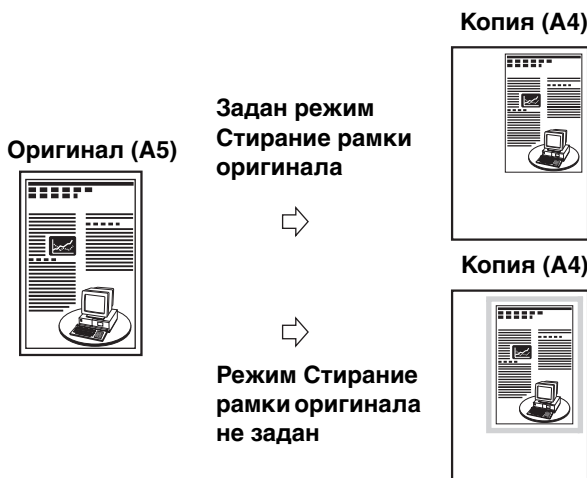 Копия (A4)
Задан режим
Стирание рамки
оригинала
Оригинал (A5)
Копия (A4)
Режим Стирание
рамки оригинала
не задан